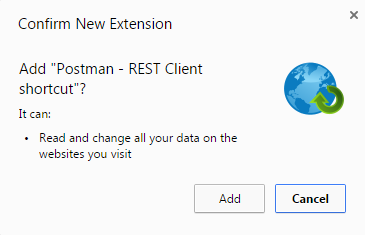 Confirm New Extension
Add "Postman - REST Client
shortcut"?
It can:
• Read and change all your data on the
websites you visit
Add
Cancel